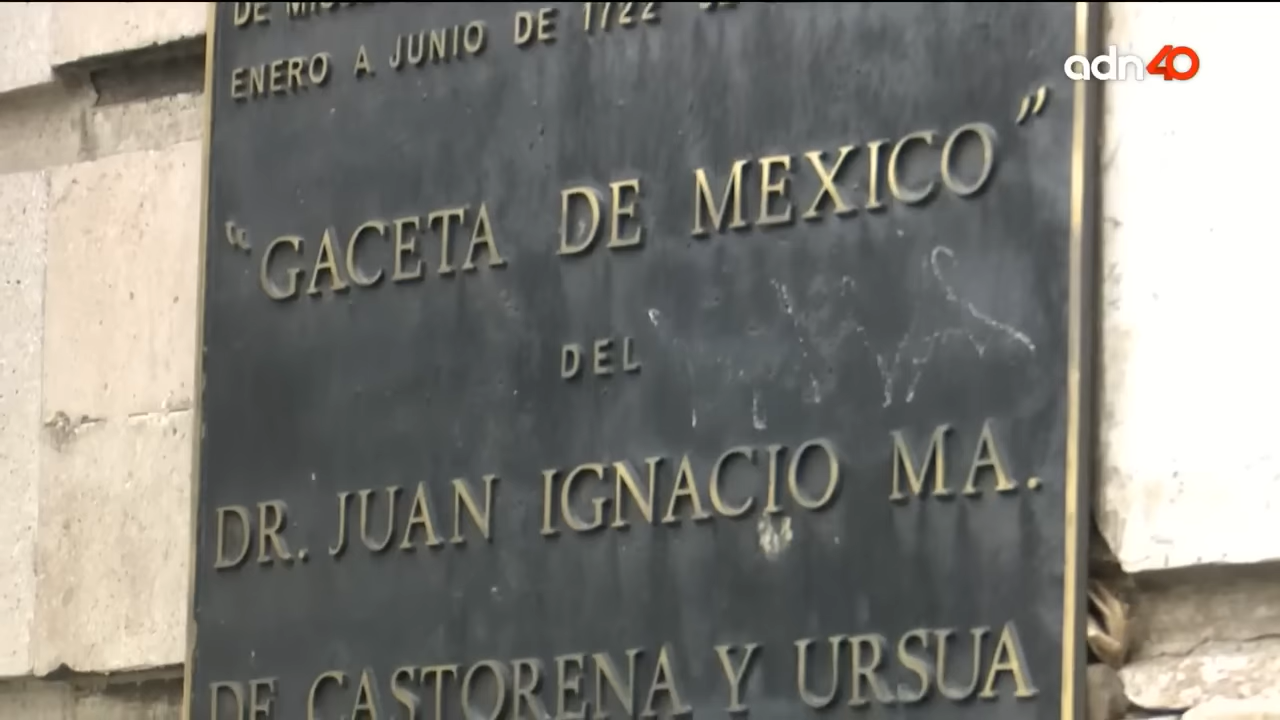 ENERO A JUNIO DE 1722
adn40
"GACETA DE MEXICO"
DEL
DR. JUAN IGNACIO MA.
DE CASTORENA Y URSUA